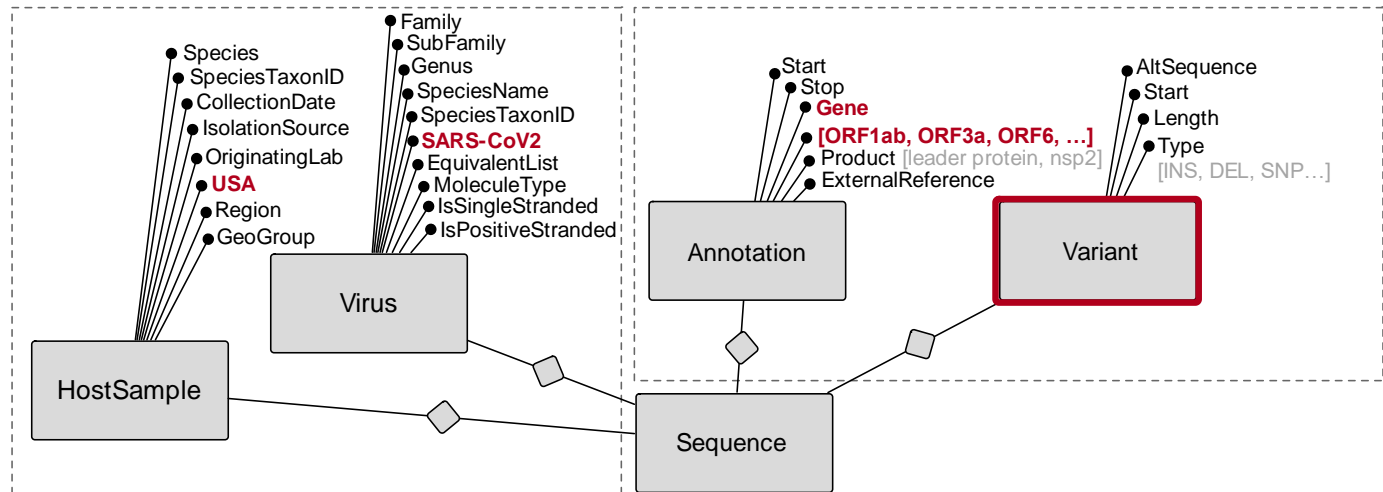 Species
SpeciesTaxonID
CollectionDate
IsolationSource
OriginatingLab
USA
Region
GeoGroup
HostSample
Family
SubFamily
Genus
SpeciesName
SpeciesTaxonID
SARS-CoV2
EquivalentList
MoleculeType
IsSingleStranded
IsPositiveStranded
Virus
Start
Stop
Gene
[ORF1ab, ORF3a, ORF6, …]
Product [leader protein, nsp2]
ExternalReference
Annotation
AltSequence
Start
Length
Type
[INS, DEL, SNP…]
Variant
Sequence